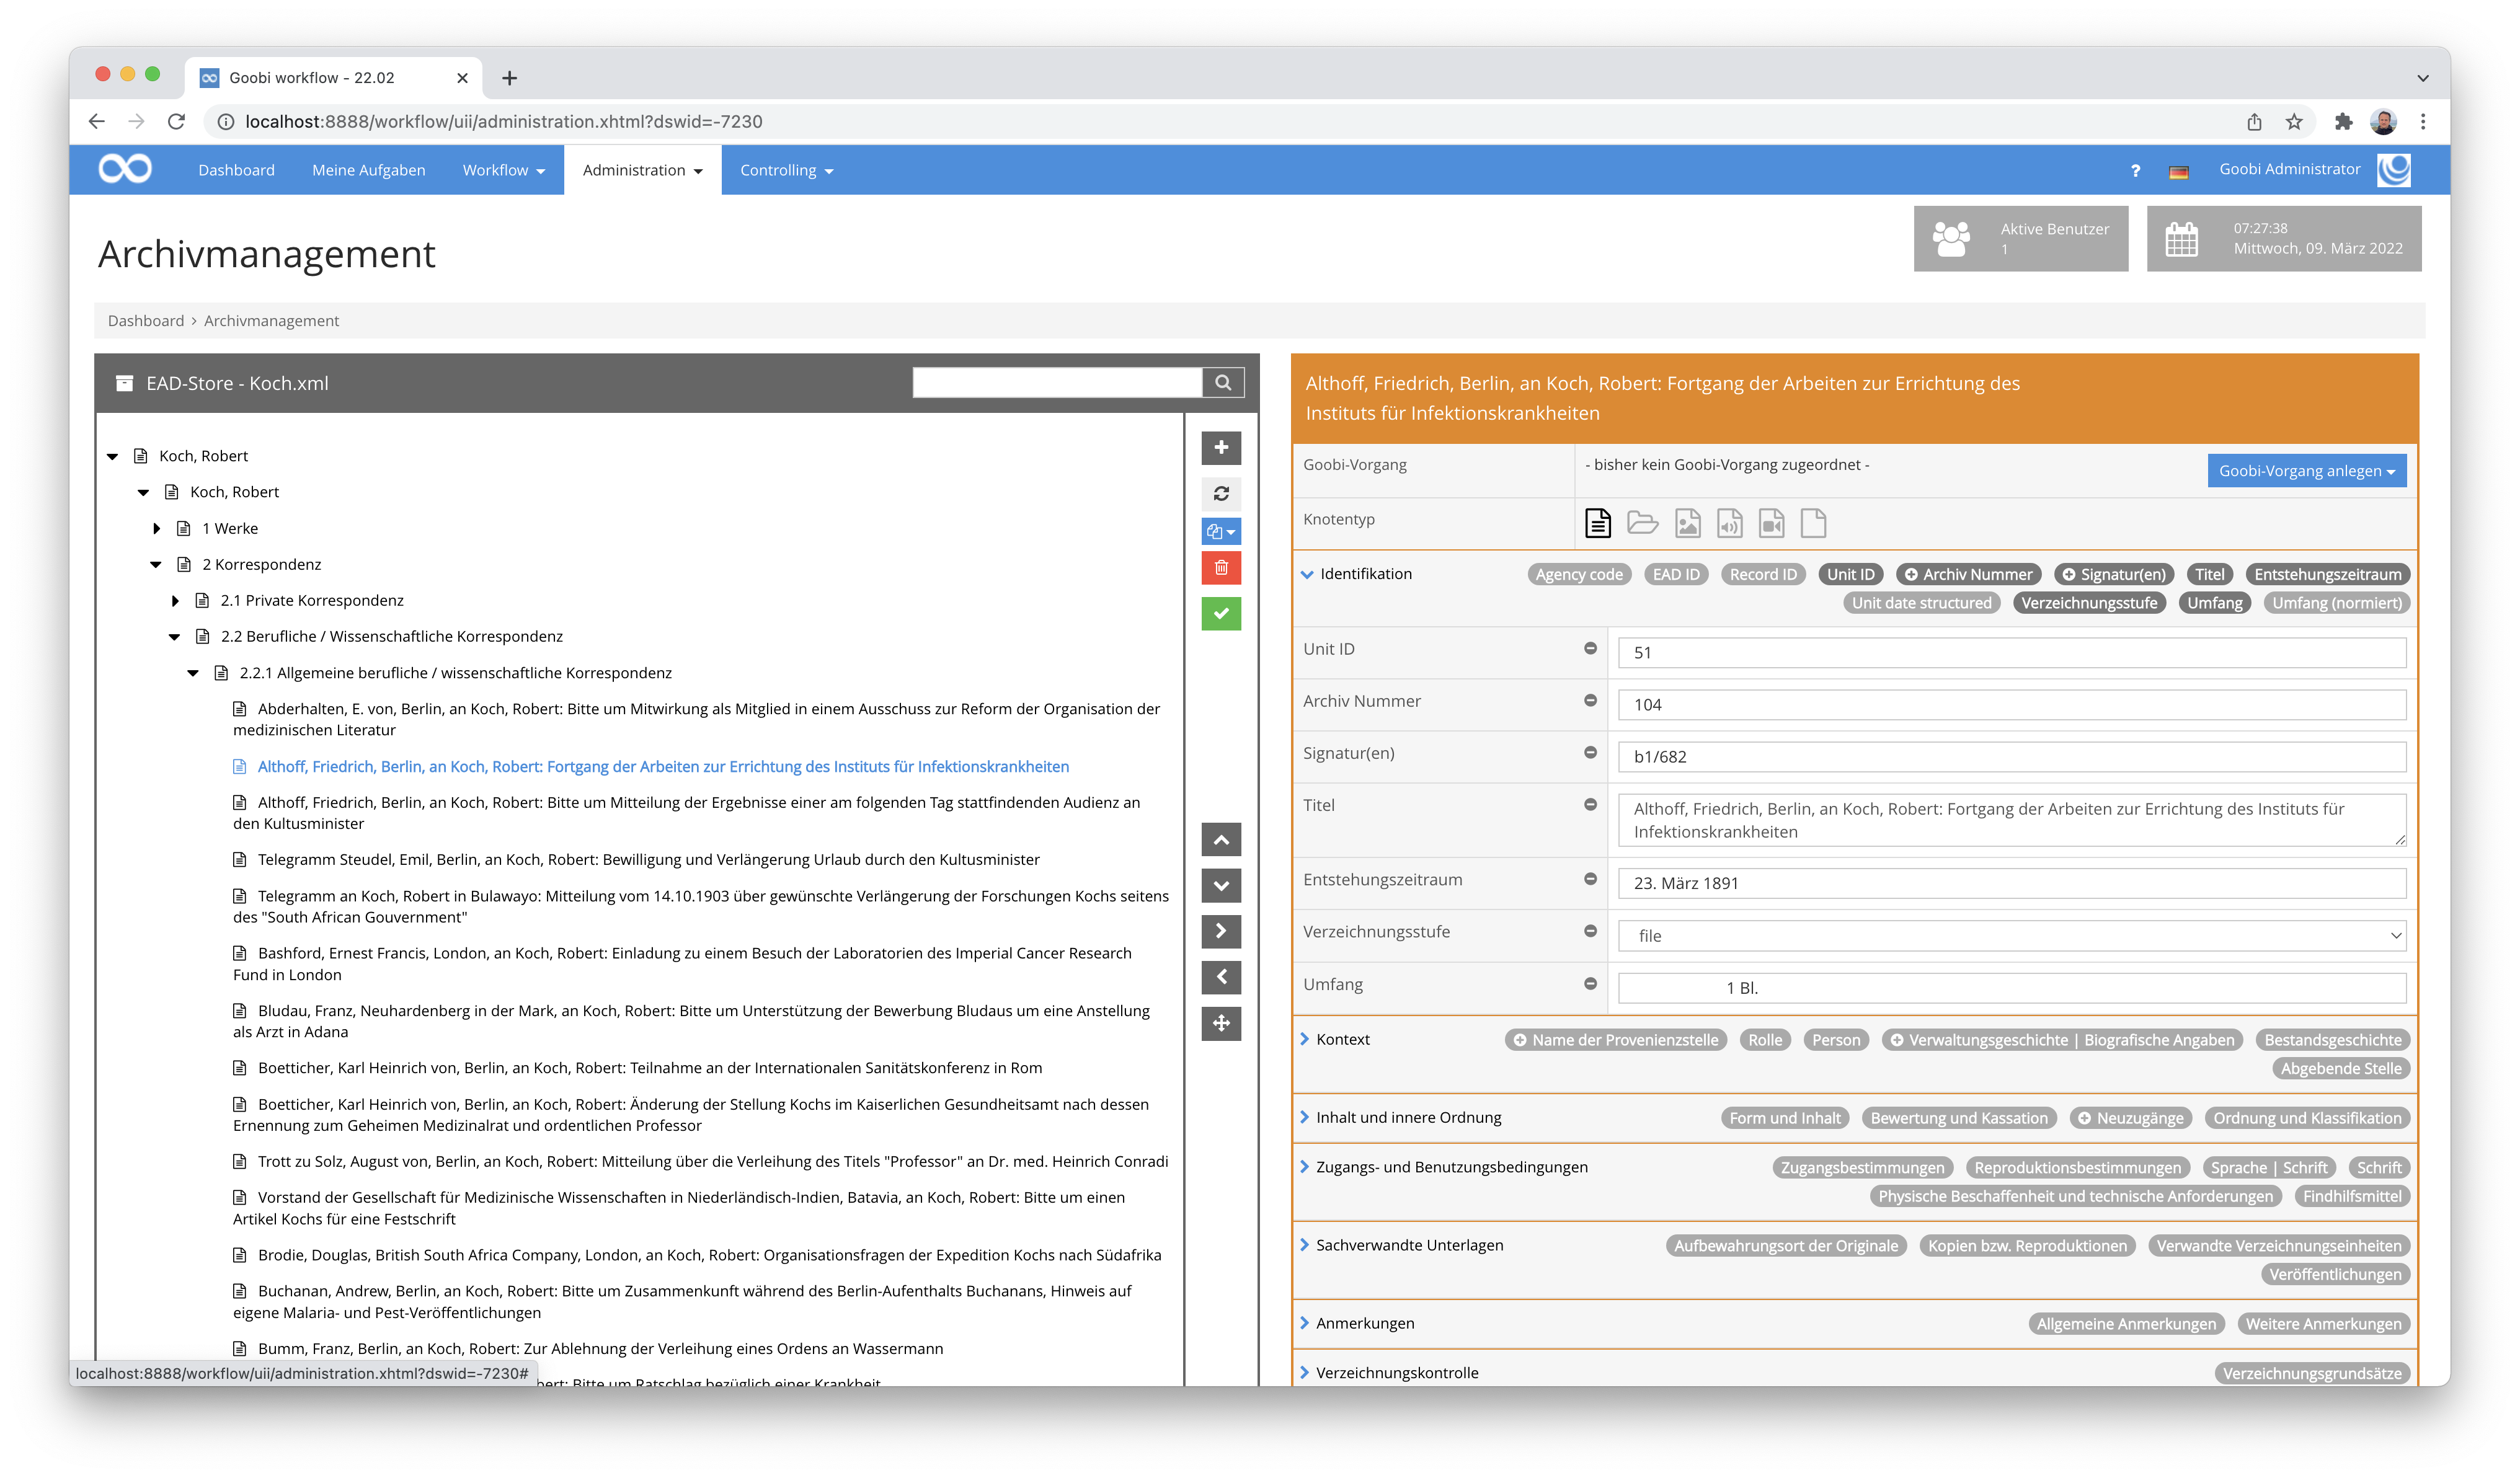 Goobi workflow - 22.02
localhost:8888/workflow/uii/administration.xhtml?dswid=-7230
Dashboard Meine Aufgaben Workflow Administration Controlling ? Goobi Administrator
Archivmanagement
Aktive Benutzer
1
07:27:38
Mittwoch, 09. März 2022
Dashboard › Archivmanagement
EAD-Store - Koch.xml
Koch, Robert
Koch, Robert
1 Werke
2 Korrespondenz
2.1 Private Korrespondenz
2.2 Berufliche / Wissenschaftliche Korrespondenz
2.2.1 Allgemeine berufliche / wissenschaftliche Korrespondenz
Abderhalten, E. von, Berlin, an Koch, Robert: Bitte um Mitwirkung als Mitglied in einem Ausschuss zur Reform der Organisation der
medizinischen Literatur
Althoff, Friedrich, Berlin, an Koch, Robert: Fortgang der Arbeiten zur Errichtung des Instituts für Infektionskrankheiten
Althoff, Friedrich, Berlin, an Koch, Robert: Bitte um Mitteilung der Ergebnisse einer am folgenden Tag stattfindenden Audienz an
den Kultusminister
Telegramm Steudel, Emil, Berlin, an Koch, Robert: Bewilligung und Verlängerung Urlaub durch den Kultusminister
Telegramm an Koch, Robert in Bulawayo: Mitteilung vom 14.10.1903 über gewünschte Verlängerung der Forschungen Kochs seitens
des "South African Gouvernment"
Bashford, Ernest Francis, London, an Koch, Robert: Einladung zu einem Besuch der Laboratorien des Imperial Cancer Research
Fund in London
Bludau, Franz, Neuhardenberg in der Mark, an Koch, Robert: Bitte um Unterstützung der Bewerbung Bludaus um eine Anstellung
als Arzt in Adana
Boetticher, Karl Heinrich von, Berlin, an Koch, Robert: Teilnahme an der Internationalen Sanitätskonferenz in Rom
Boetticher, Karl Heinrich von, Berlin, an Koch, Robert: Änderung der Stellung Kochs im Kaiserlichen Gesundheitsamt nach dessen
Ernennung zum Geheimen Medizinalrat und ordentlichen Professor
Trott zu Solz, August von, Berlin, an Koch, Robert: Mitteilung über die Verleihung des Titels "Professor" an Dr. med. Heinrich Conradi
Vorstand der Gesellschaft für Medizinische Wissenschaften in Niederländisch-Indien, Batavia, an Koch, Robert: Bitte um einen
Artikel Kochs für eine Festschrift
Brodie, Douglas, British South Africa Company, London, an Koch, Robert: Organisationsfragen der Expedition Kochs nach Südafrika
Buchanan, Andrew, Berlin, an Koch, Robert: Bitte um Zusammenkunft während des Berlin-Aufenthalts Buchanans, Hinweis auf
eigene Malaria- und Pest-Veröffentlichungen
Bumm, Franz, Berlin, an Koch, Robert: Zur Ablehnung der Verleihung eines Ordens an Wassermann
bert: Bitte um Ratschlag bezüglich einer Krankheit
localhost:8888/workflow/uii/administration.xhtml?dswid=-7230#
Althoff, Friedrich, Berlin, an Koch, Robert: Fortgang der Arbeiten zur Errichtung des
Instituts für Infektionskrankheiten
Goobi-Vorgang - bisher kein Goobi-Vorgang zugeordnet - Goobi-Vorgang anlegen
Knotentyp
Identifikation Agency code EAD ID Record ID Unit ID Archiv Nummer Signatur(en) Titel Entstehungszeitraum
Unit date structured Verzeichnungsstufe Umfang Umfang (normiert)
Unit ID 51
Archiv Nummer 104
Signatur(en) b1/682
Titel Althoff, Friedrich, Berlin, an Koch, Robert: Fortgang der Arbeiten zur Errichtung des Instituts für
Infektionskrankheiten
Entstehungszeitraum 23. März 1891
Verzeichnungsstufe file
Umfang 1 Bl.
Kontext Name der Provenienzstelle Rolle Person Verwaltungsgeschichte | Biografische Angaben Bestandsgeschichte
Abgebende Stelle
Inhalt und innere Ordnung Form und Inhalt Bewertung und Kassation Neuzugänge Ordnung und Klassifikation
Zugangs- und Benutzungsbedingungen Zugangsbestimmungen Reproduktionsbestimmungen Sprache | Schrift Schrift
Physische Beschaffenheit und technische Anforderungen Findhilfsmittel
Sachverwandte Unterlagen Aufbewahrungsort der Originale Kopien bzw. Reproduktionen Verwandte Verzeichnungseinheiten
Veröffentlichungen
Anmerkungen Allgemeine Anmerkungen Weitere Anmerkungen
Verzeichnungskontrolle Verzeichnungsgrundsätze